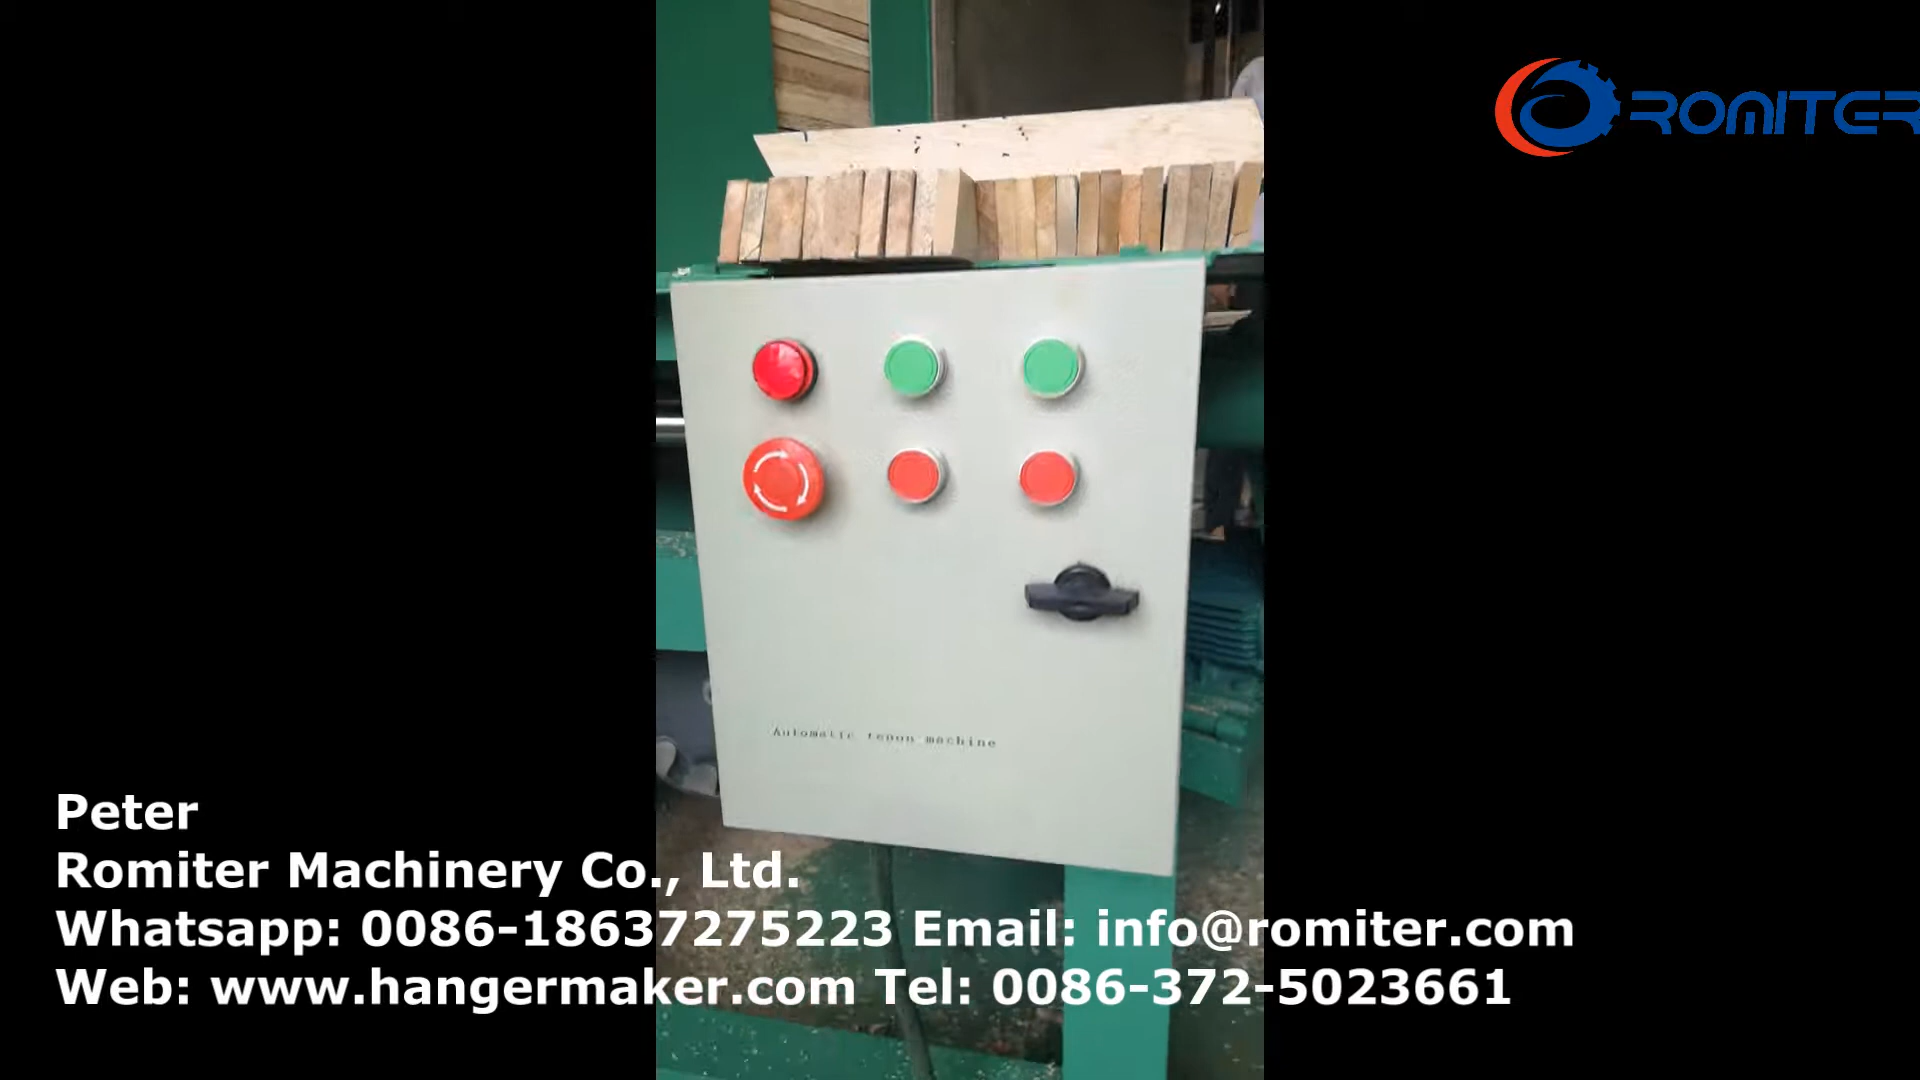 ROMITER
Automatic machine
Peter
Romiter Machinery Co., Ltd.
Whatsapp: 0086-18637275223 Email: info@romiter.com
Web: www.hangermaker.com Tel: 0086-372-5023661